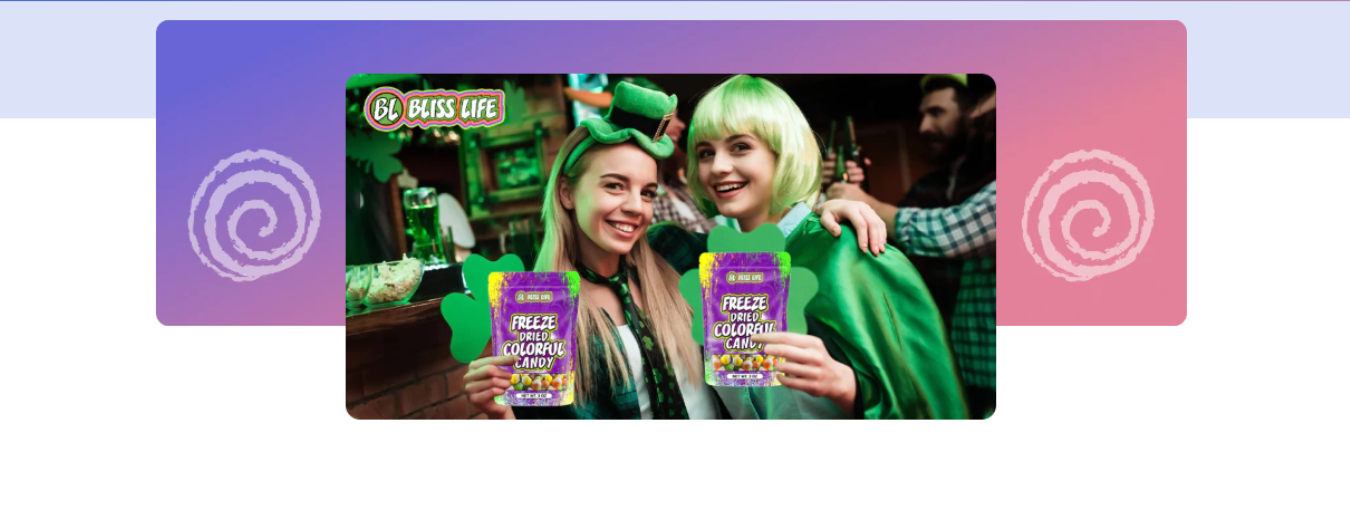 BL BLISS LIFE
BL BLISS LIFE
FREEZE
DRIED
COLORFUL
CANDY
NET WT. 3 OZ
BL BLISS LIFE
FREEZE
DRIED
COLORFUL
CANDY
NET WT. 3 OZ